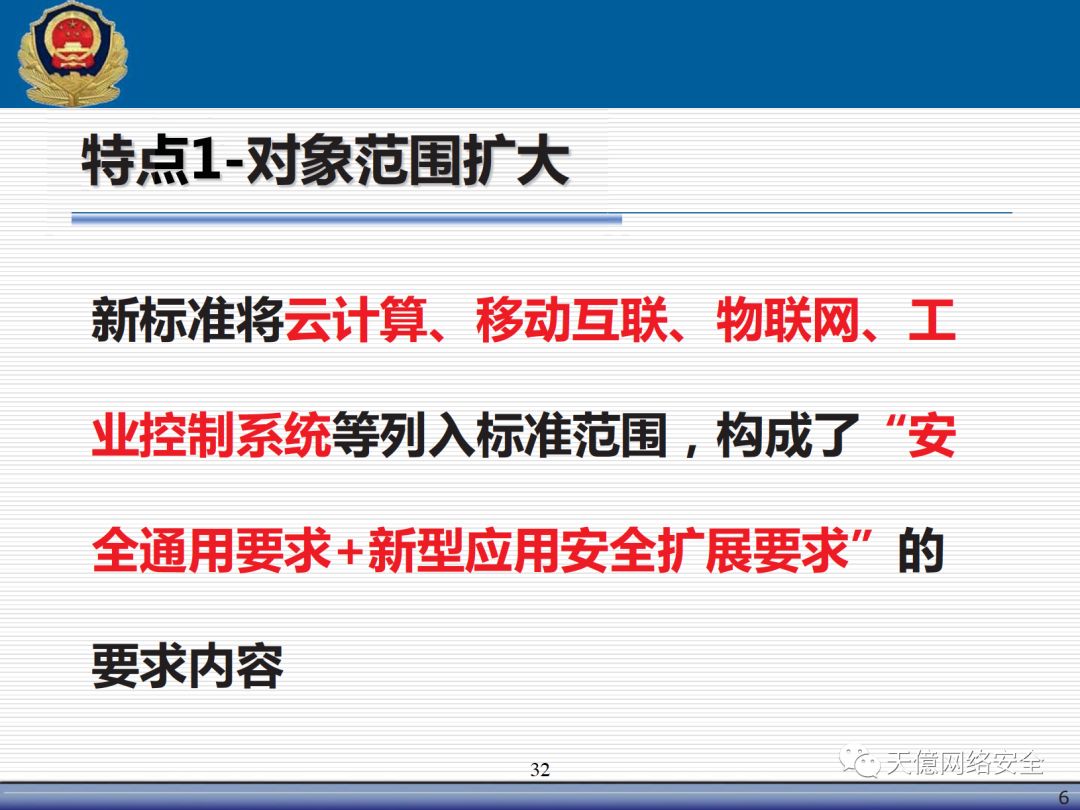 特点1-对象范围扩大
新标准将云计算、移动互联、物联网、工
业控制系统等列入标准范围，构成了“安
全通用要求+新型应用安全扩展要求”的
要求内容
32
天億网络安全
6